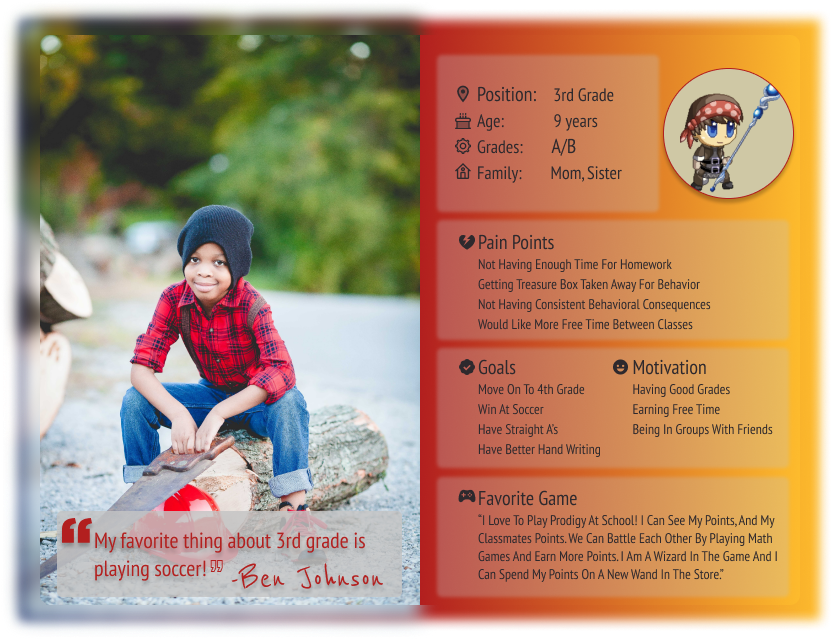 Position: 3rd Grade
Age: 9 years
Grades: A/B
Family: Mom, Sister
Pain Points
Not Having Enough Time For Homework
Getting Treasure Box Taken Away For Behavior
Not Having Consistent Behavioral Consequences
Would Like More Free Time Between Classes
Goals
Move On To 4th Grade
Win At Soccer
Have Straight A's
Have Better Hand Writing
Motivation
Having Good Grades
Earning Free Time
Being In Groups With Friends
Favorite Game
“I Love To Play Prodigy At School! I Can See My Points, And My
Classmates Points. We Can Battle Each Other By Playing Math
Games And Earn More Points. I Am A Wizard In The Game And I
Can Spend My Points On A New Wand In The Store.”
“My favorite thing about 3rd grade is
playing soccer!” -Ben Johnson